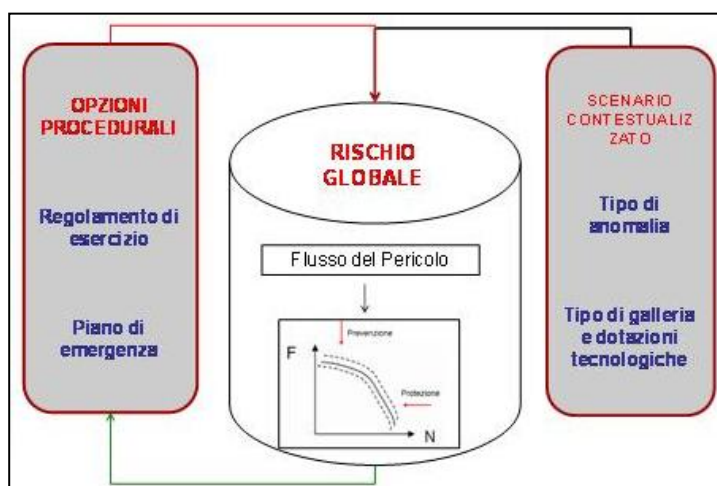 OPZIONI
PROCEDURALI
Regolamento di
esercizio
Piano di
emergenza
RISCHIO
GLOBALE
Flusso del Pericolo
Prevenzione
F
Protezione
N
SCENARIO
CONTESTUALIZ
ZATO
Tipo di
anomalia
Tipo di galleria
e dotazioni
tecnologiche